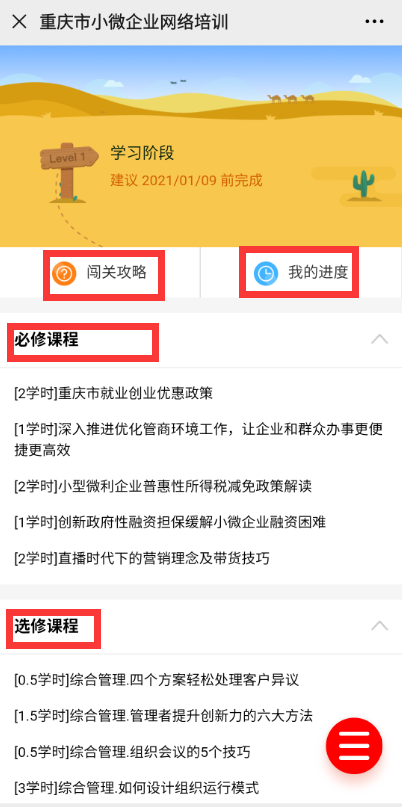 重庆市小微企业网络培训
Level 1
学习阶段
建议 2021/01/09 前完成
闯关攻略
我的进度
必修课程
[2学时]重庆市就业创业优惠政策
[1学时]深入推进优化管商环境工作，让企业和群众办事更便
捷更高效
[2学时]小型微利企业普惠性所得税减免政策解读
[1学时]创新政府性融资担保缓解小微企业融资困难
[2学时]直播时代下的营销理念及带货技巧
选修课程
[0.5学时]综合管理.四个方案轻松处理客户异议
[1.5学时]综合管理.管理者提升创新力的六大方法
[0.5学时]综合管理.组织会议的5个技巧
[3学时]综合管理.如何设计组织运行模式